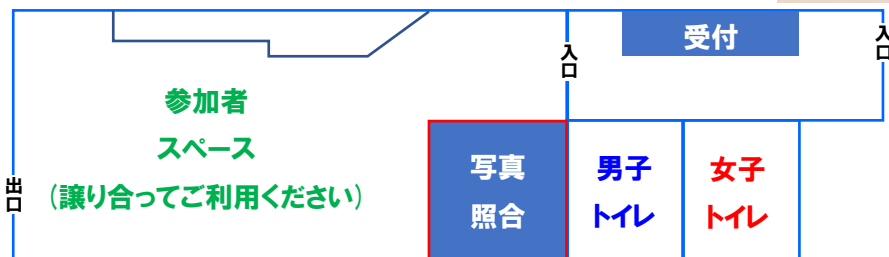 参加者
スペース
(譲り合ってご利用ください)
出口
入口
受付
入口
写真
照合
男子
トイレ
女子
トイレ